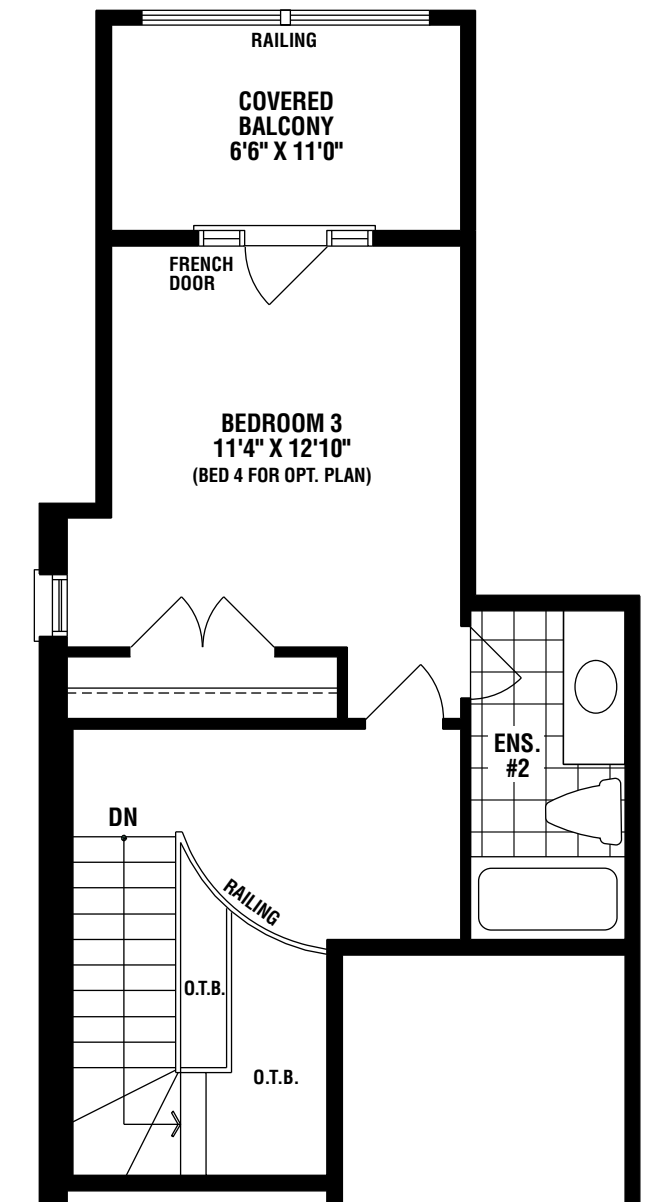 RAILING
COVERED
BALCONY
6'6" X 11'0"
FRENCH
DOOR
BEDROOM 3
11'4" X 12'10"
(BED 4 FOR OPT. PLAN)
ENS.
#2
DN
RAILING
O.T.B.
O.T.B.